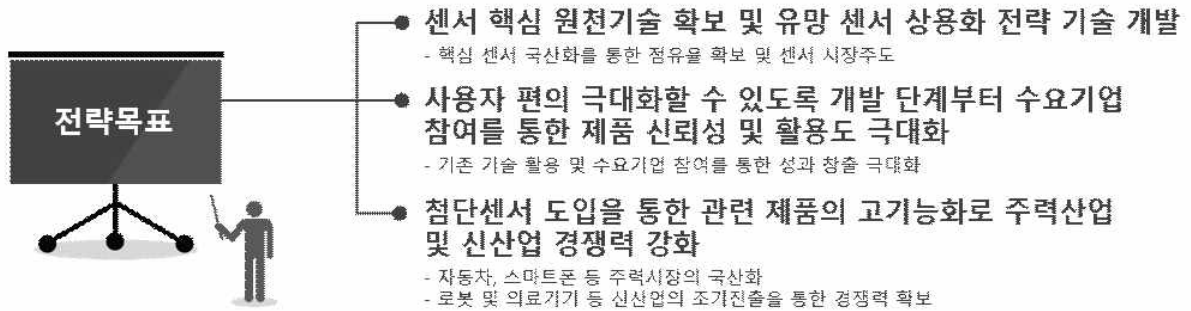 전략목표
센서 핵심 원천기술 확보 및 유망 센서 상용화 전략 기술 개발
- 핵심 센서 국산화를 통한 점유율 확보 및 센서 시장주도
사용자 편의 극대화할 수 있도록 개발 단계부터 수요기업
참여를 통한 제품 신뢰성 및 활용도 극대화
- 기존 기술 활용 및 수요기업 참여를 통한 성과 창출 극대화
첨단센서 도입을 통한 관련 제품의 고기능화로 주력산업
및 신산업 경쟁력 강화
- 자동차, 스마트폰 등 주력시장의 국산화
- 로봇 및 의료기기 등 신산업의 조기진출을 통한 경쟁력 확보